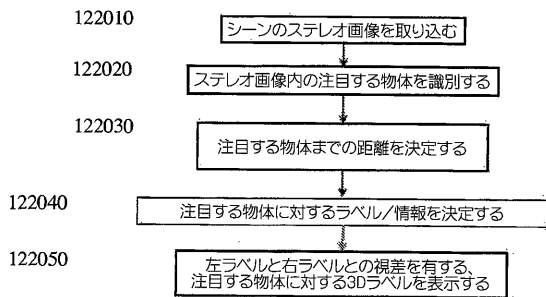 122010
シーンのステレオ画像を取り込む
122020
ステレオ画像内の注目する物体を識別する
122030
注目する物体までの距離を決定する
122040
注目する物体に対するラベル／情報を決定する
122050
左ラベルと右ラベルとの視差を有する、
注目する物体に対する3Dラベルを表示する